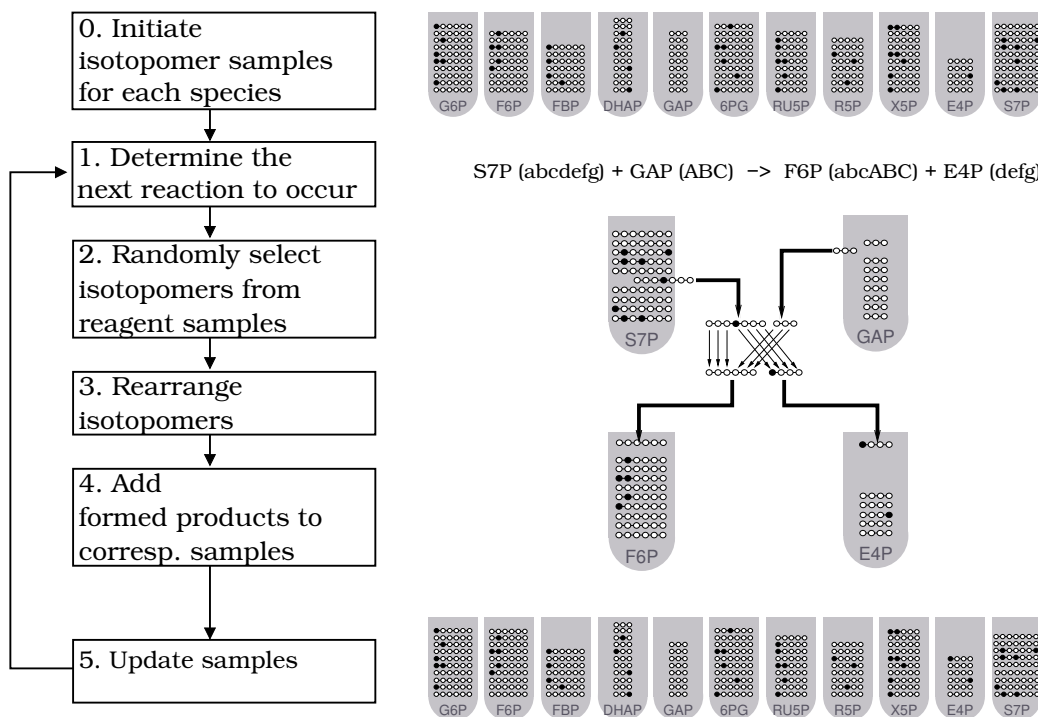 0. Initiate
isotopomer samples
for each species
G6P F6P FBP DHAP GAP 6PG RU5P R5P X5P E4P S7P
1. Determine the
next reaction to occur
S7P (abcdefg) + GAP (ABC) −> F6P (abcABC) + E4P (defg)
2. Randomly select
isotopomers from
reagent samples
S7P
GAP
3. Rearrange
isotopomers
4. Add
formed products to
corresp. samples
F6P
E4P
5. Update samples
G6P F6P FBP DHAP GAP 6PG RU5P R5P X5P E4P S7P